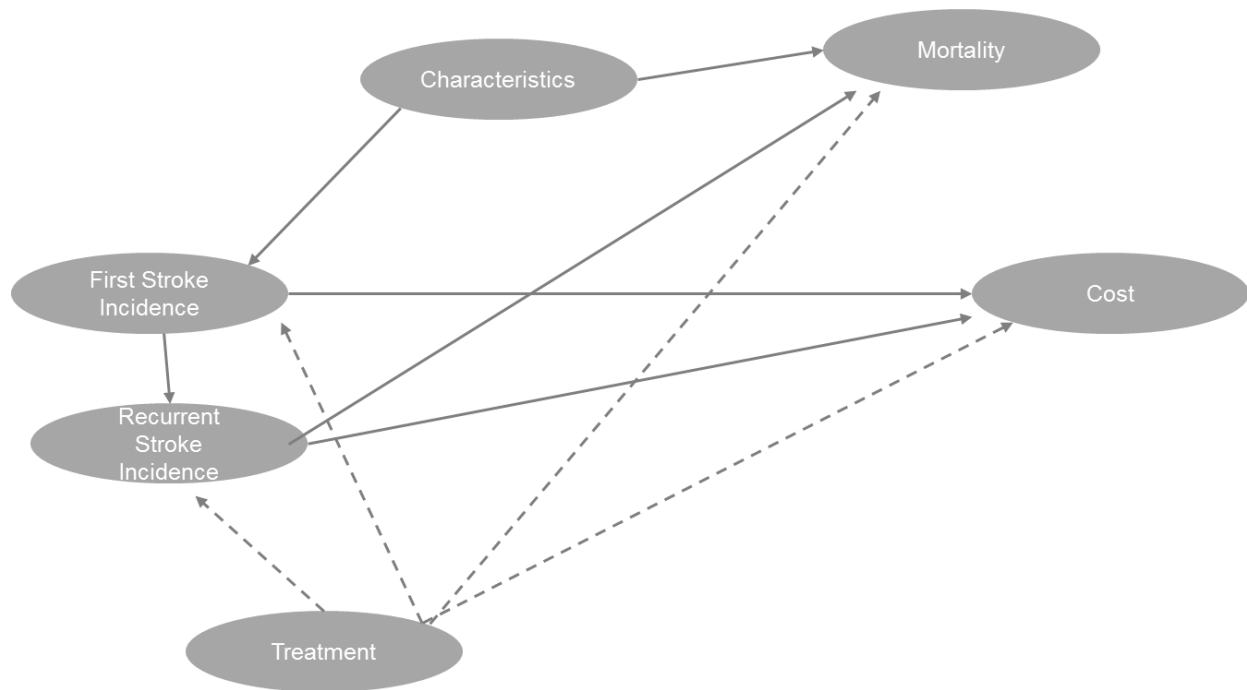 Mortality
Characteristics
First Stroke
Incidence
Cost
Recurrent
Stroke
Incidence
Treatment